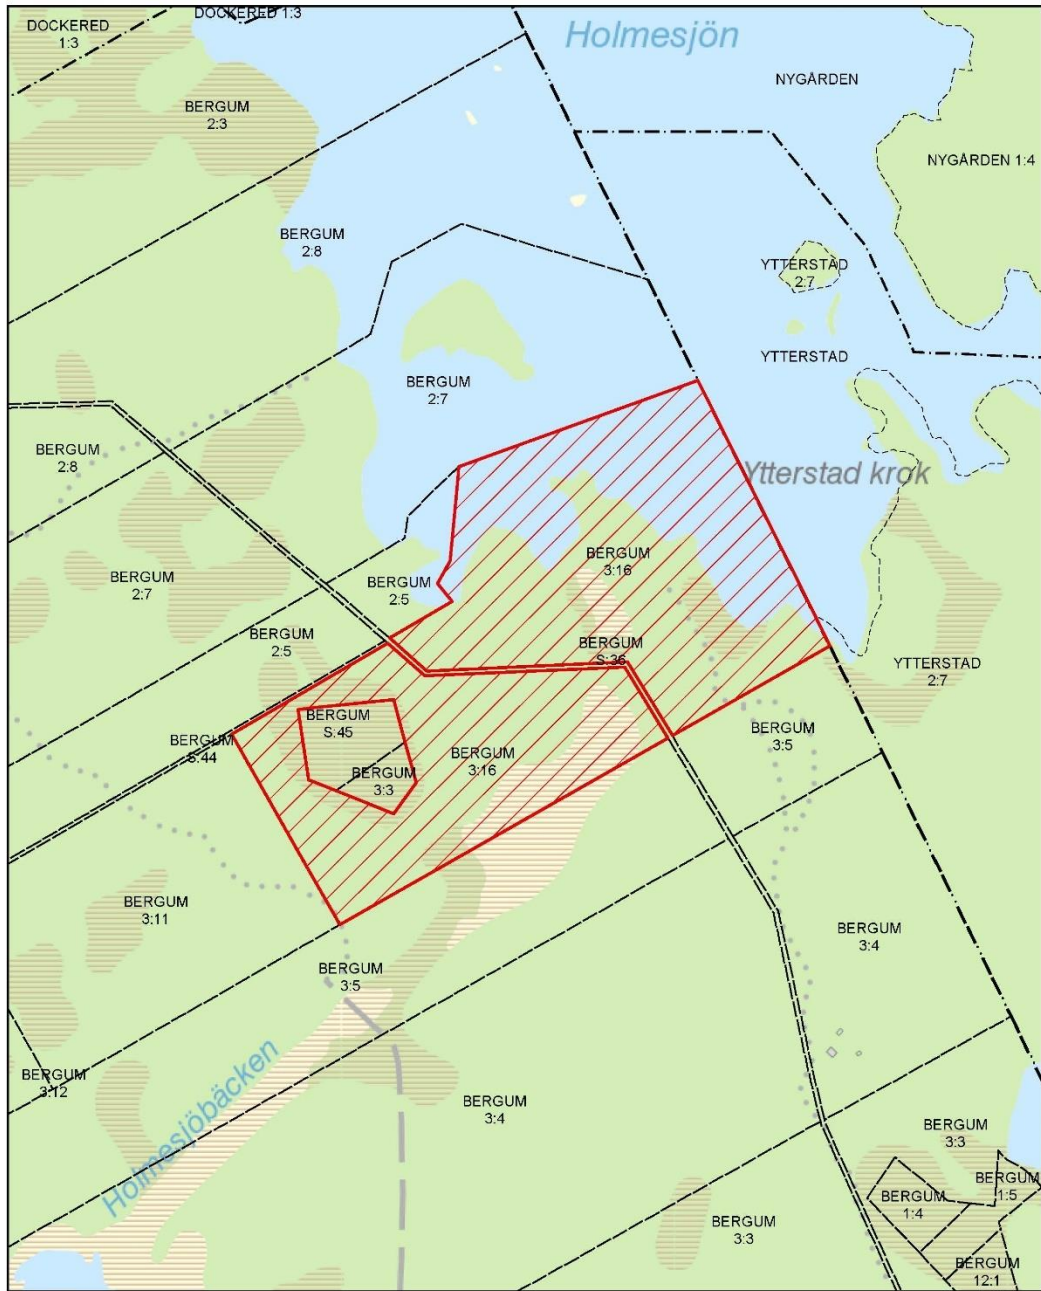 DOCKERED
1:3
DOCKERED 1:3
Holmesjön
NYGÅRDEN
BERGUM
2:3
NYGÅRDEN 1:4
BERGUM
2:8
YTTERSTAD
2:7
YTTERSTAD
BERGUM
2:7
BERGUM
2:8
Ytterstad krok
BERGUM
3:16
BERGUM
2:7
BERGUM
2:5
BERGUM
2:5
BERGUM
S:36
YTTERSTAD
2:7
BERGUM
S:45
BERGUM
S:44
BERGUM
3:5
BERGUM
3:16
BERGUM
3:3
BERGUM
3:11
BERGUM
3:4
BERGUM
3:5
BERGUM
3:12
Holmesjöbäcken
BERGUM
3:4
BERGUM
3:3
BERGUM
1:5
BERGUM
1:4
BERGUM
3:3
BERGUM
12:1